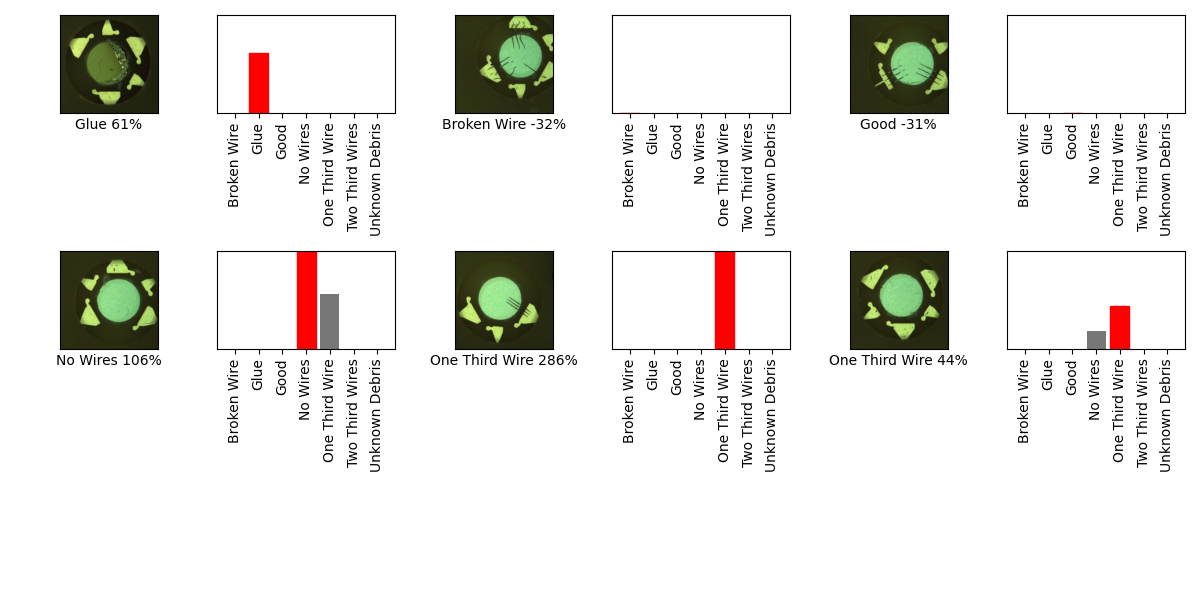 Glue 61%
Broken Wire
Glue
Good
No Wires
One Third Wire
Two Third Wires
Unknown Debris
Broken Wire -32%
Broken Wire
Glue
Good
No Wires
One Third Wire
Two Third Wires
Unknown Debris
Good -31%
Broken Wire
Glue
Good
No Wires
One Third Wire
Two Third Wires
Unknown Debris
No Wires 106%
Broken Wire
Glue
Good
No Wires
One Third Wire
Two Third Wires
Unknown Debris
One Third Wire 286%
Broken Wire
Glue
Good
No Wires
One Third Wire
Two Third Wires
Unknown Debris
One Third Wire 44%
Broken Wire
Glue
Good
No Wires
One Third Wire
Two Third Wires
Unknown Debris